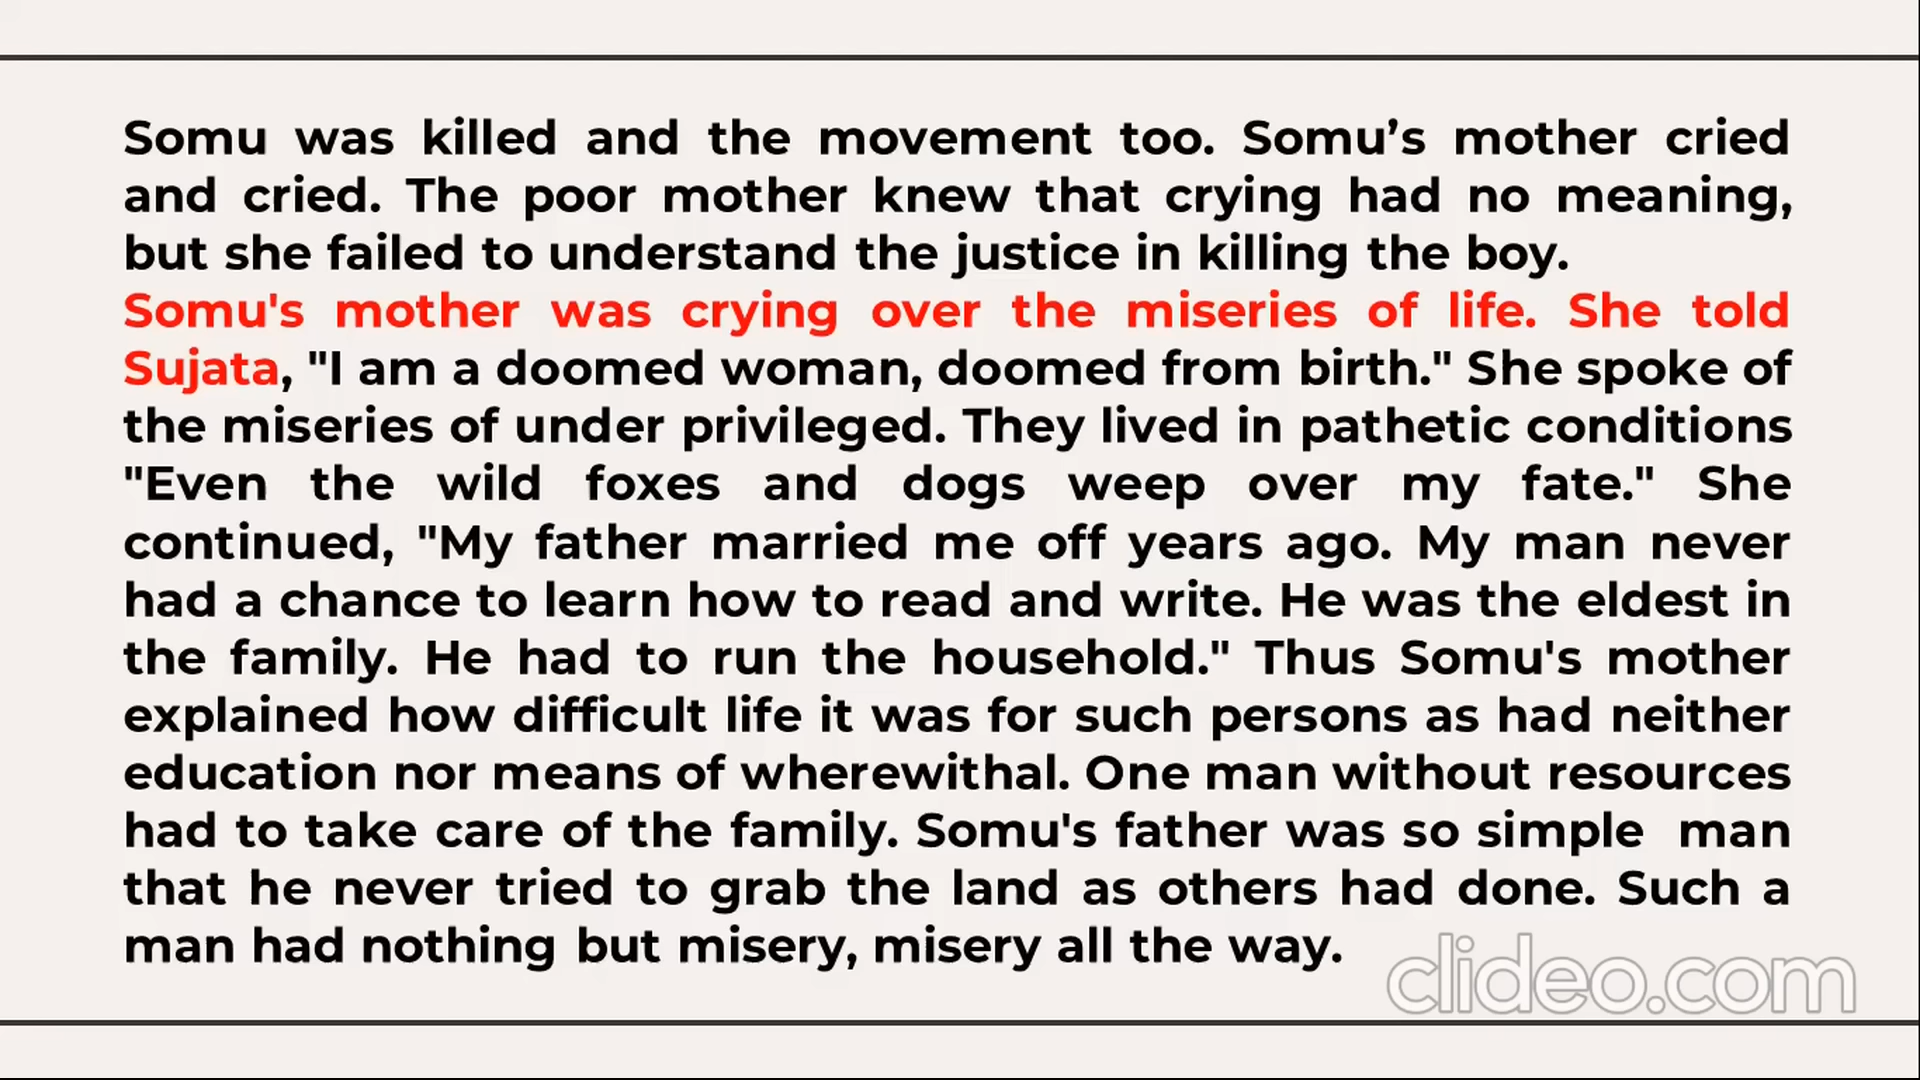 Somu was killed and the movement too. Somu’s mother cried
and cried. The poor mother knew that crying had no meaning,
but she failed to understand the justice in killing the boy.
Somu's mother was crying over the miseries of life. She told
Sujata, "I am a doomed woman, doomed from birth." She spoke of
the miseries of under privileged. They lived in pathetic conditions
"Even the wild foxes and dogs weep over my fate." She
continued, "My father married me off years ago. My man never
had a chance to learn how to read and write. He was the eldest in
the family. He had to run the household." Thus Somu's mother
explained how difficult life it was for such persons as had neither
education nor means of wherewithal. One man without resources
had to take care of the family. Somu's father was so simple man
that he never tried to grab the land as others had done. Such a
man had nothing but misery, misery all the way.
clideo.com